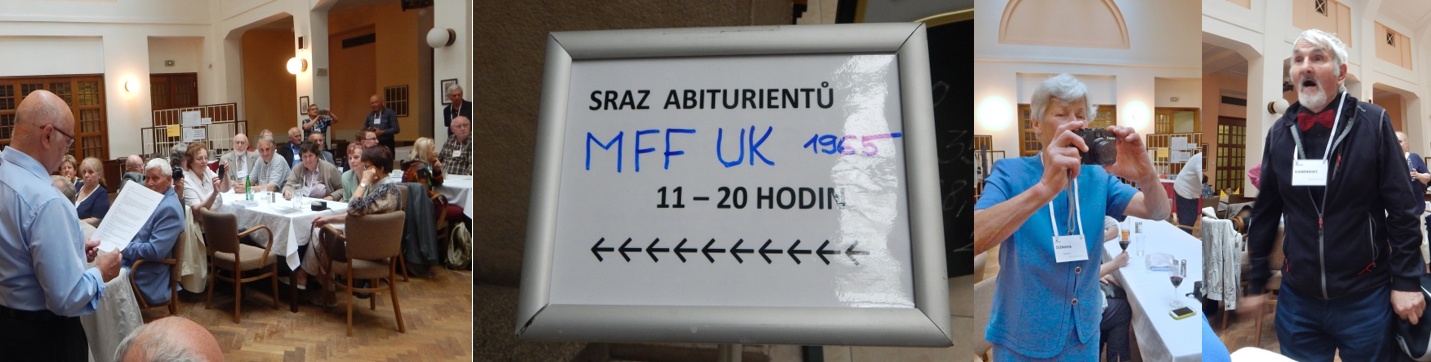 SRAZ ABITURIENTŮ
MFF UK 1965
11 – 20 HODIN
←←←←←←←←←←